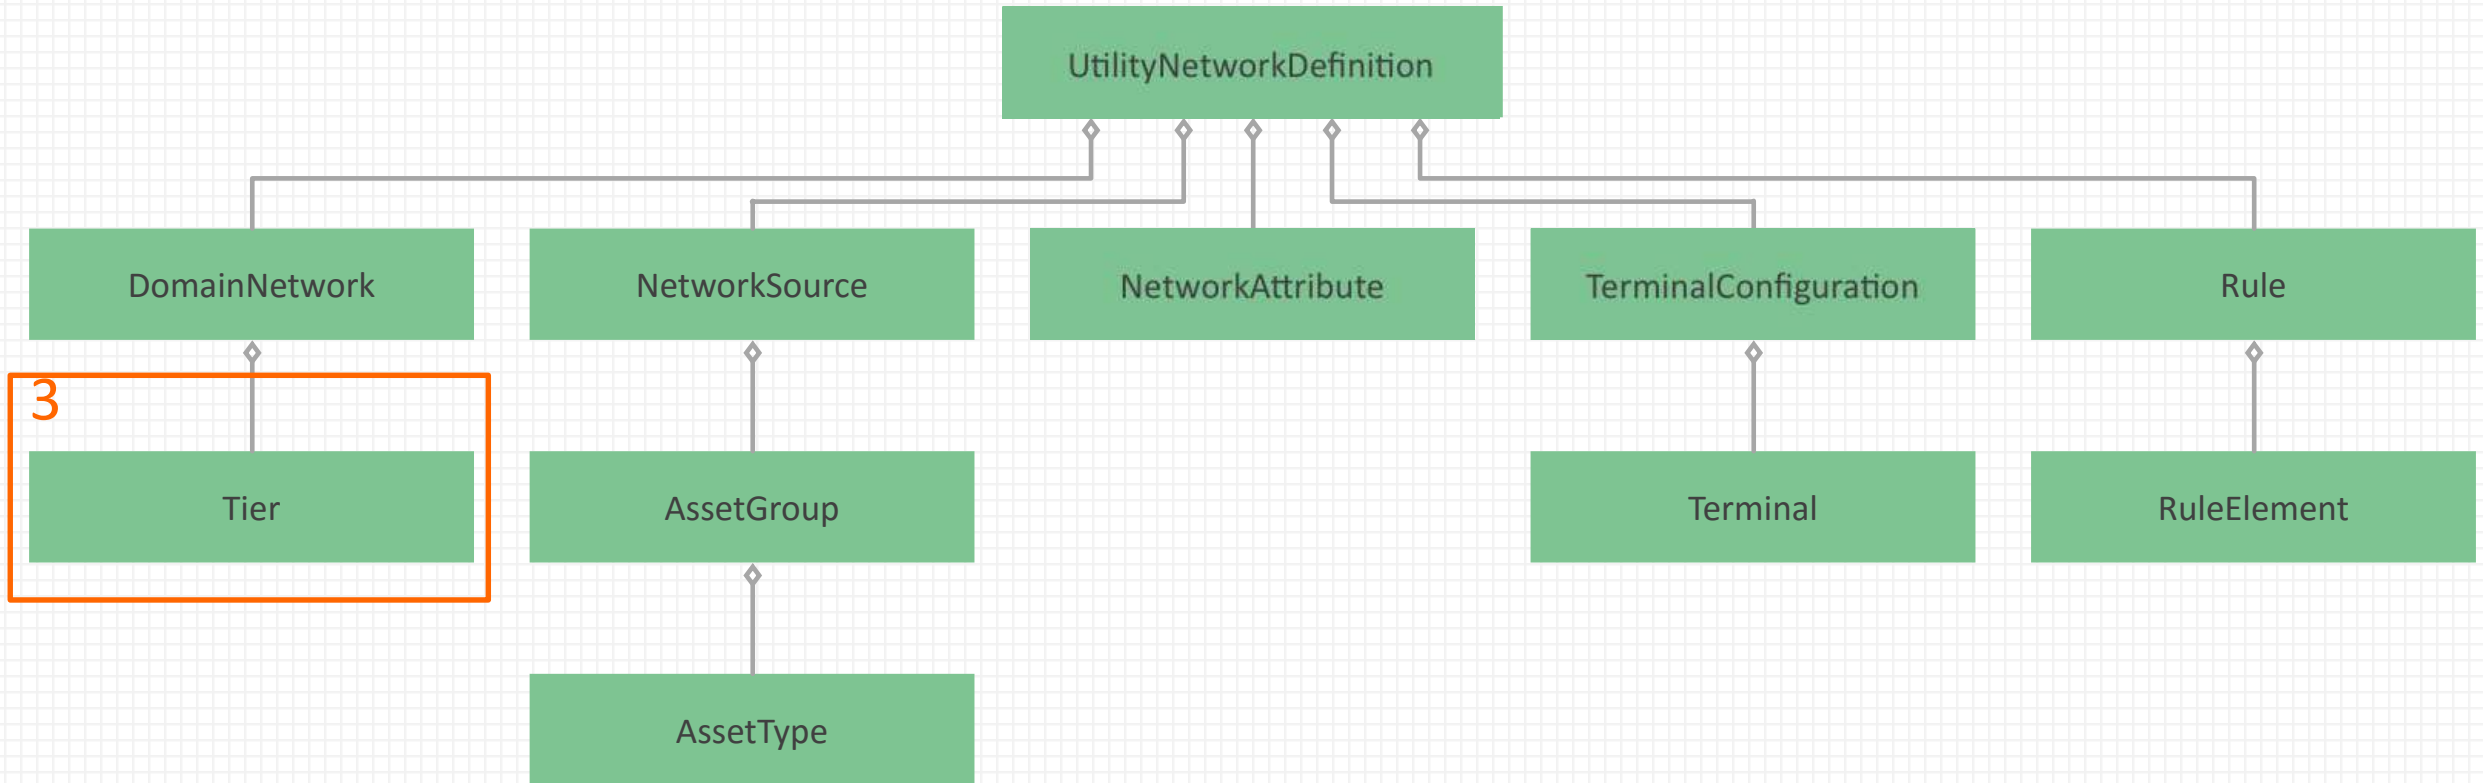 UtilityNetworkDefinition
DomainNetwork
NetworkSource
NetworkAttribute
TerminalConfiguration
Rule
3
Tier
AssetGroup
Terminal
RuleElement
AssetType